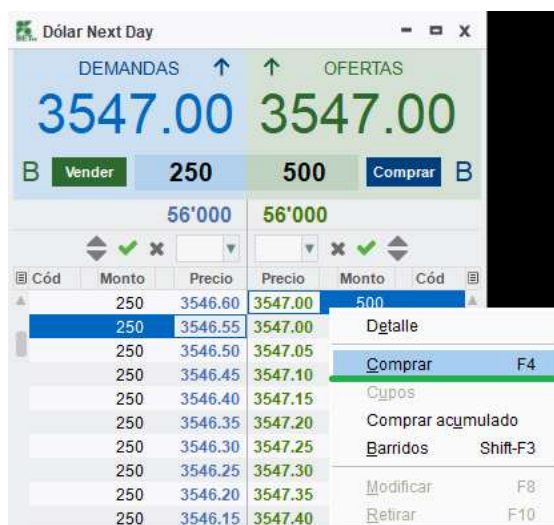 Dólar Next Day
DEMANDAS OFERTAS
3547.00 3547.00
B Vender 250 500 Comprar B
56'000 56'000
Cód Monto Precio Precio Monto Cód
250 3546.60 3547.00 500
250 3546.55 3547.00 Detalle
250 3546.50 3547.05
250 3546.45 3547.10 Comprar F4
250 3546.40 3547.15 Cupos
250 3546.35 3547.20 Comprar acumulado
250 3546.30 3547.25 Barridos Shift-F3
250 3546.25 3547.30
250 3546.20 3547.35 Modificar F8
250 3546.15 3547.40 Retirar F10